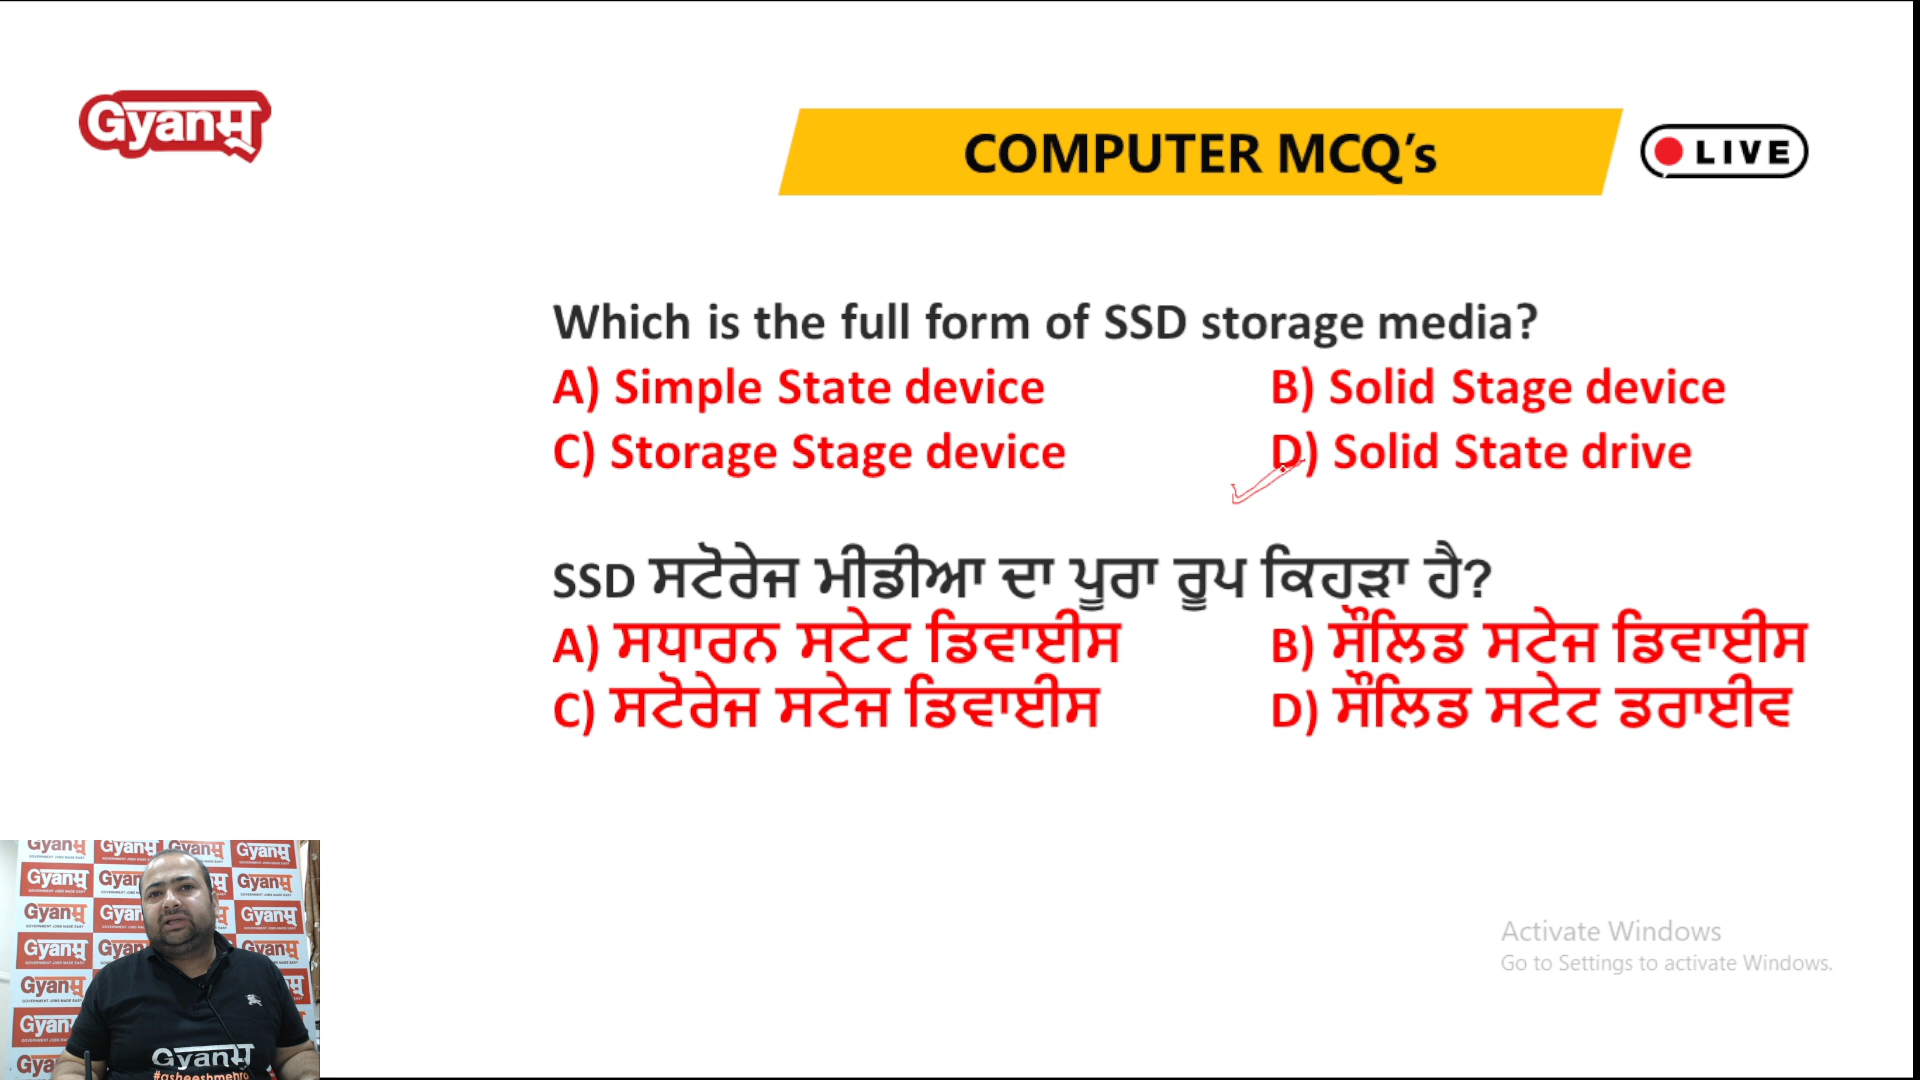 Gyanਮ
COMPUTER MCQ’s
LIVE
Which is the full form of SSD storage media?
A) Simple State device B) Solid Stage device
C) Storage Stage device D) Solid State drive
SSD ਸਟੋਰੇਜ ਮੀਡੀਆ ਦਾ ਪੂਰਾ ਰੂਪ ਕਿਹੜਾ ਹੈ?
A) ਸਧਾਰਨ ਸਟੇਟ ਡਿਵਾਈਸ B) ਸੌਲਿਡ ਸਟੇਜ ਡਿਵਾਈਸ
C) ਸਟੋਰੇਜ ਸਟੇਜ ਡਿਵਾਈਸ D) ਸੌਲਿਡ ਸਟੇਟ ਡਰਾਈਵ
Activate Windows
Go to Settings to activate Windows.